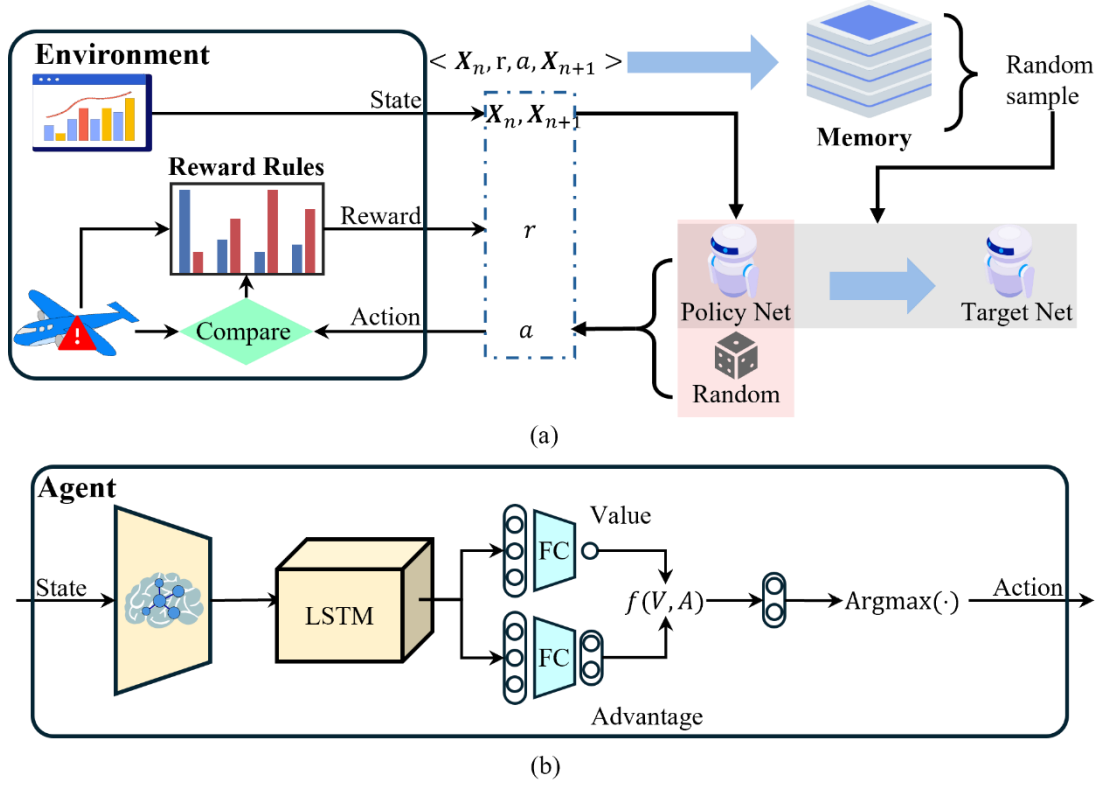 Environment
< X_n, r, a, X_{n+1} >
Random
sample
State
X_n, X_{n+1}
Memory
Reward Rules
Reward
r
!
Compare
Action
a
Policy Net
Target Net
Random
(a)
Agent
Value
FC
State
LSTM
f(V, A)
Argmax(·)
Action
FC
Advantage
(b)